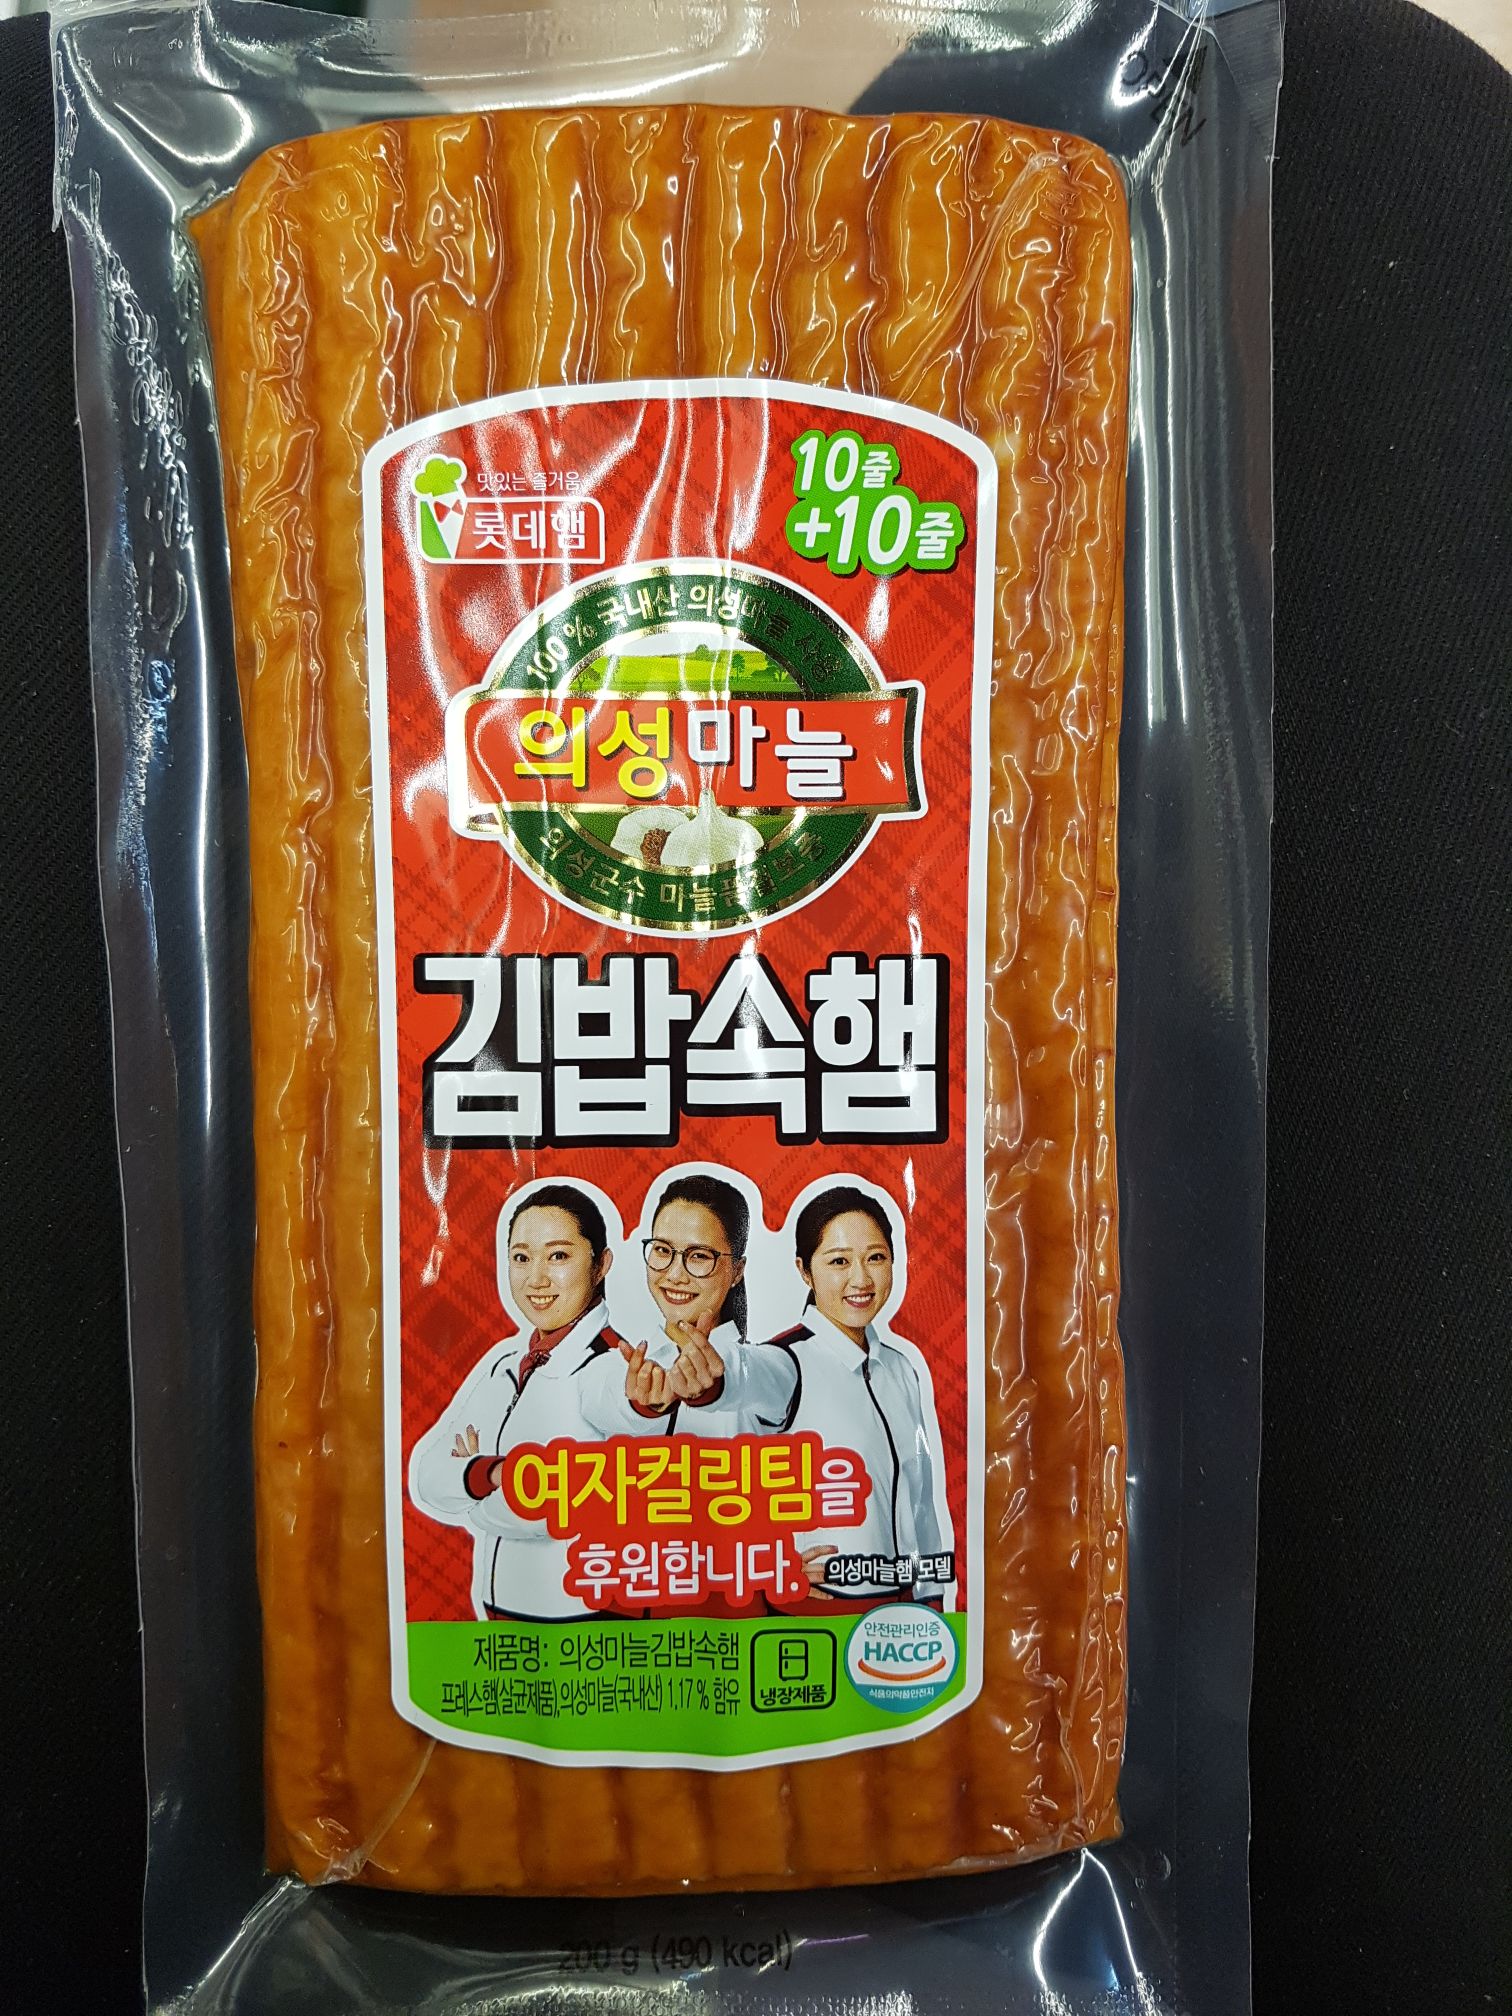 맛있는 즐거움
롯데햄
10줄
+10줄
100% 국내산 의성마늘 사용
의성마늘
의성군수 마늘품질보증
김밥속햄
여자컬링팀을
후원합니다.
의성마늘햄 모델
제품명: 의성마늘김밥속햄
프레스햄(살균제품), 의성마늘(국내산) 1.17% 함유
냉장제품
안전관리인증
HACCP
식품의약품안전처
200 g (490 kcal)